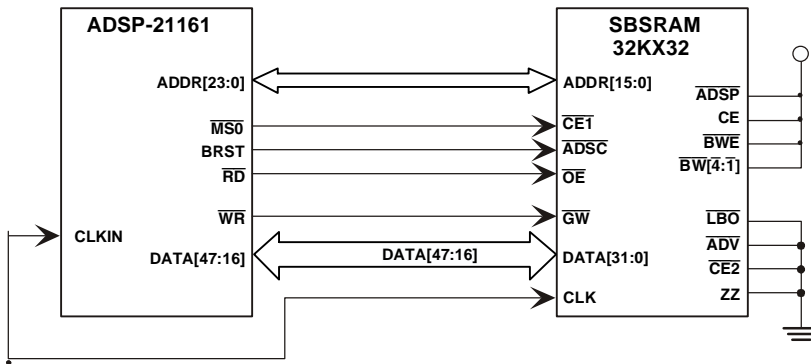 ADSP-21161
ADDR[23:0]
MS0
BRST
RD
WR
CLKIN
DATA[47:16]
DATA[47:16]
SBSRAM
32KX32
ADDR[15:0]
CE1
ADSC
OE
GW
DATA[31:0]
CLK
ADSP
CE
BWE
BW[4:1]
LBO
ADV
CE2
ZZ